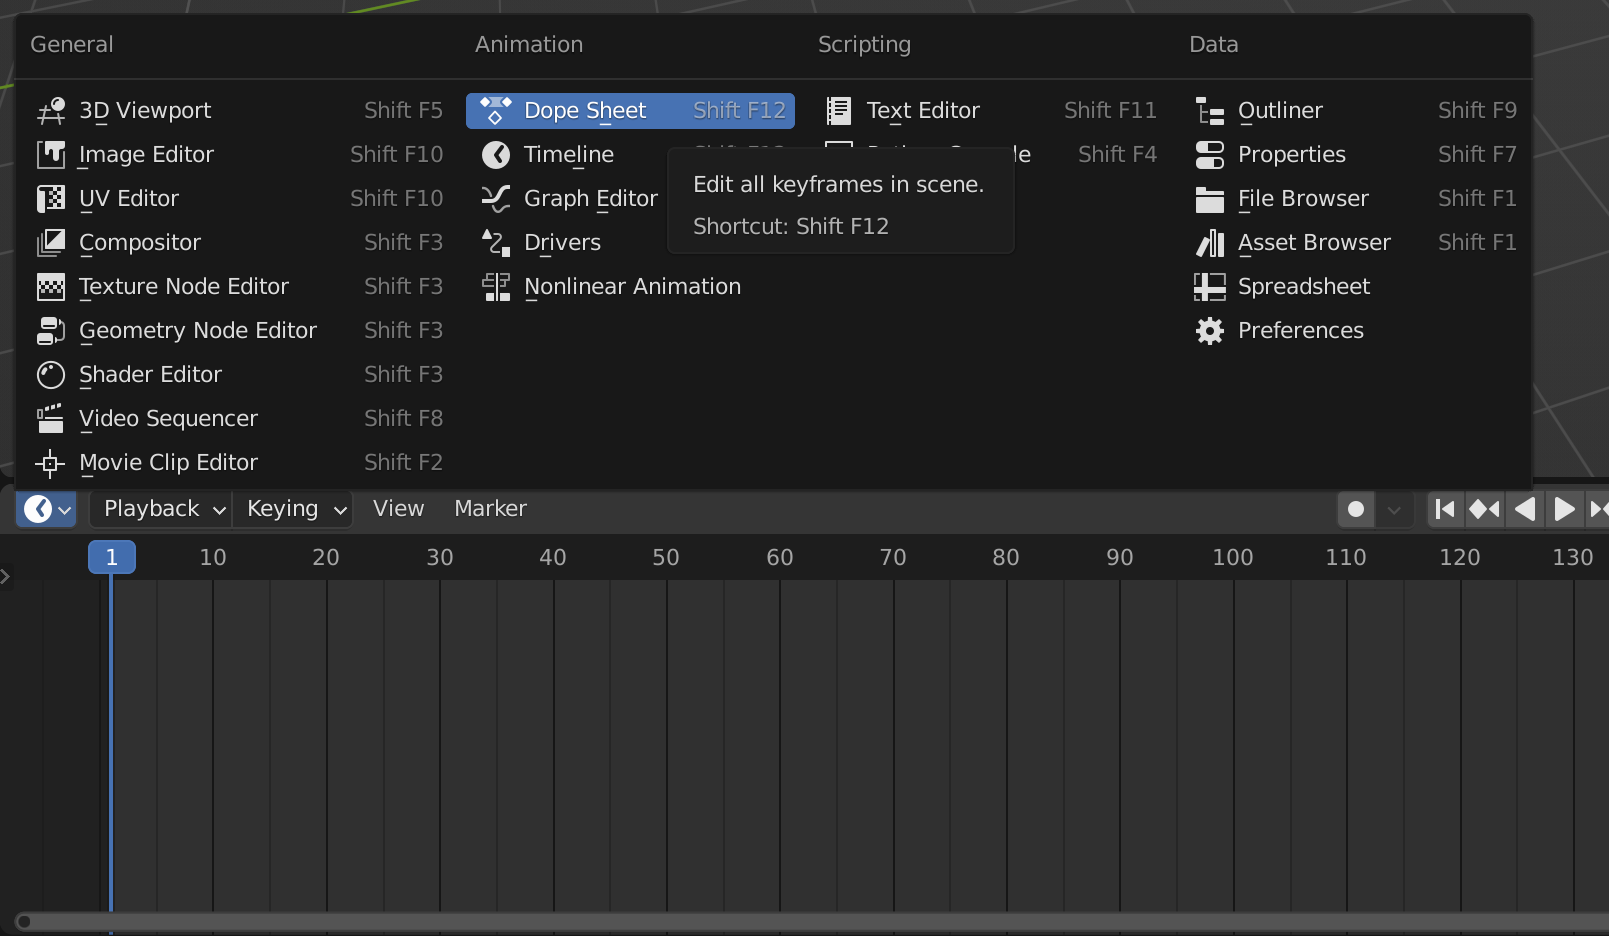 General Animation Scripting Data
3D Viewport Shift F5 Dope Sheet Shift F12 Text Editor Shift F11 Outliner Shift F9
Image Editor Shift F10 Timeline Shift F4 Properties Shift F7
Edit all keyframes in scene.
UV Editor Shift F10 Graph Editor File Browser Shift F1
Shortcut: Shift F12
Compositor Shift F3 Drivers Asset Browser Shift F1
Texture Node Editor Shift F3 Nonlinear Animation Spreadsheet
Geometry Node Editor Shift F3 Preferences
Shader Editor Shift F3
Video Sequencer Shift F8
Movie Clip Editor Shift F2
Playback Keying View Marker
1 10 20 30 40 50 60 70 80 90 100 110 120 130